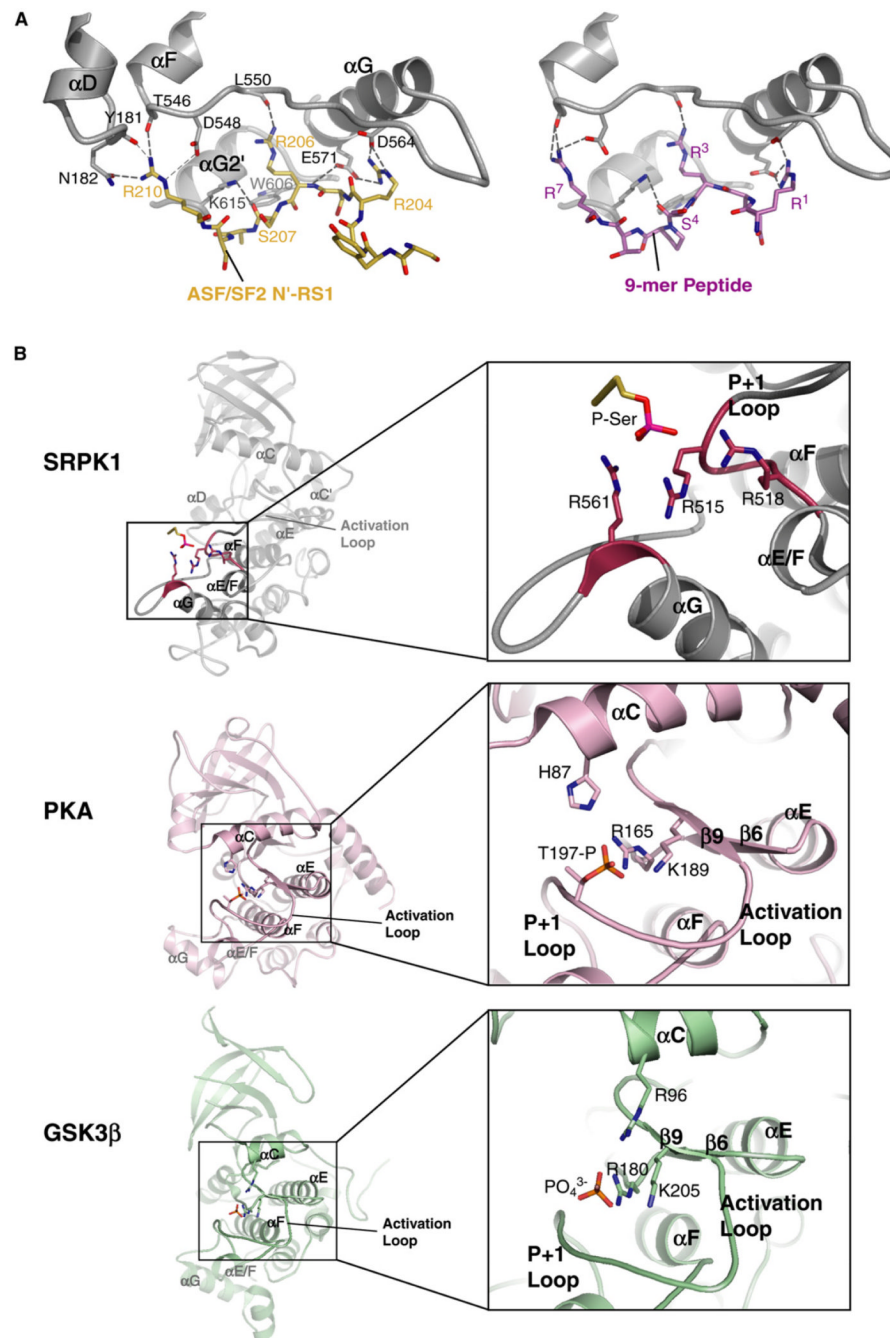 A
αD
αF
αG
L550
T546
Y181
D548
D564
R206
E571
αG2'
N182
R210
W606
K615
R204
S207
ASF/SF2 N'-RS1
R³
R⁷
S⁴
R¹
9-mer Peptide
B
SRPK1
αC
αD
αC'
αE
Activation
Loop
αF
αE/F
αG
P+1
Loop
P-Ser
αF
R561
R515
R518
αE/F
αG
PKA
αC
αE
Activation
Loop
αF
αE/F
αG
αC
H87
αE
R165
β9
β6
T197-P
K189
P+1
Loop
αF
Activation
Loop
GSK3β
αC
αE
αF
Activation
Loop
αE/F
αG
αC
R96
β9
β6
αE
R180
PO₄³⁻
K205
Activation
Loop
αF
P+1
Loop